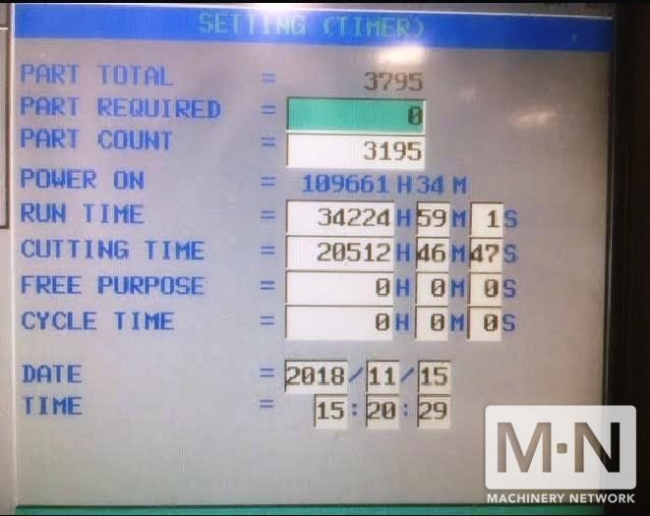 SETTING (TIMER)
PART TOTAL = 3795
PART REQUIRED = 0
PART COUNT = 3195
POWER ON = 109661 H 34 M
RUN TIME = 34224 H 59 M 1 S
CUTTING TIME = 20512 H 46 M 47 S
FREE PURPOSE = 0 H 0 M 0 S
CYCLE TIME = 0 H 0 M 0 S
DATE = 2018/11/15
TIME = 15:20:29
M·N
MACHINERY NETWORK